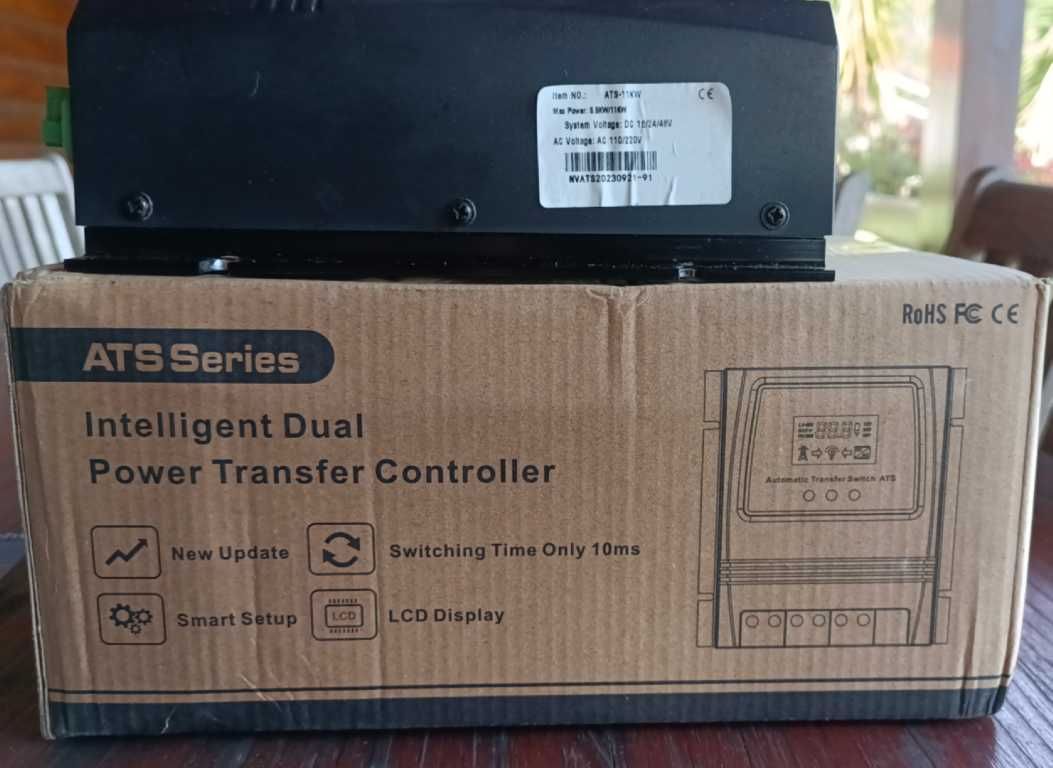 Item NO.: ATS-11KW CE
Max Power: 5.5KW/11KW
System Voltage: DC 12/24/48V
AC Voltage: AC 110/220V
NVATS20230921-91
RoHS FC CE
ATS Series
Intelligent Dual
Power Transfer Controller
New Update
Switching Time Only 10ms
Smart Setup
LCD
LCD Display
Automatic Transfer Switch ATS